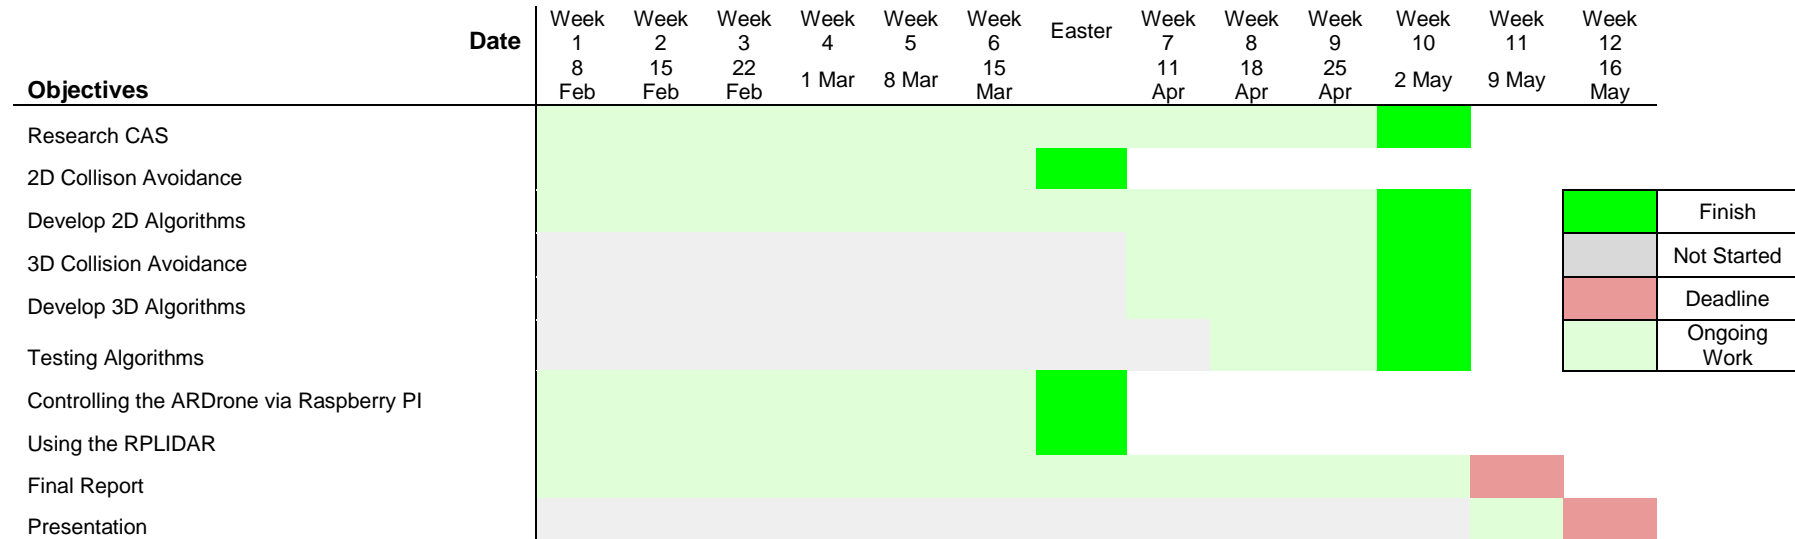 Week Week Week Week Week Week Easter Week Week Week Week Week Week
Date 1 2 3 4 5 6 7 8 9 10 11 12
8 15 22 1 Mar 8 Mar 15 11 18 25 2 May 9 May 16
Objectives Feb Feb Feb Mar Apr Apr Apr May
Research CAS
2D Collison Avoidance
Develop 2D Algorithms
3D Collision Avoidance
Develop 3D Algorithms
Testing Algorithms
Controlling the ARDrone via Raspberry PI
Using the RPLIDAR
Final Report
Presentation
Finish
Not Started
Deadline
Ongoing
Work